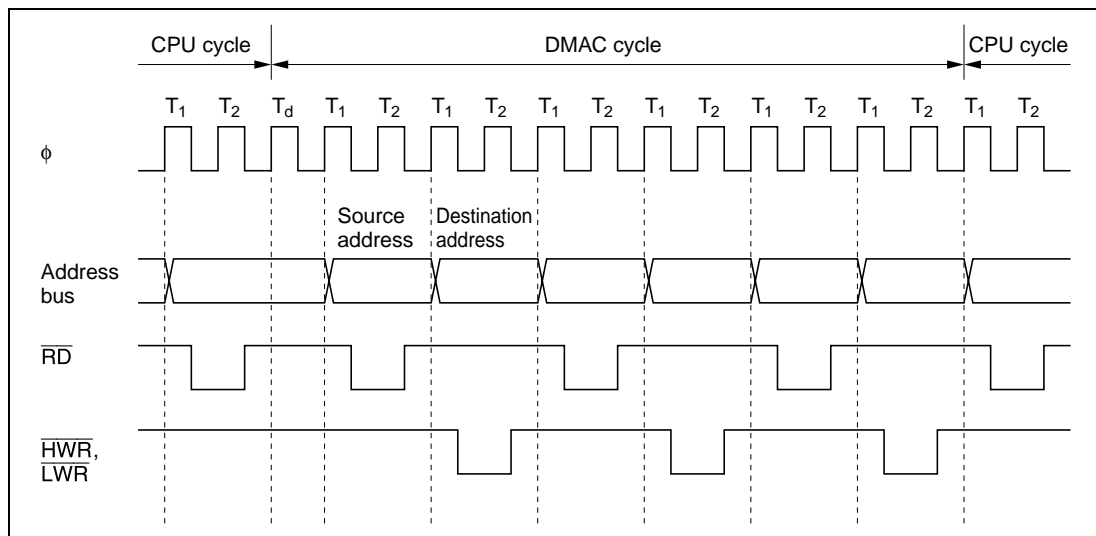 CPU cycle DMAC cycle CPU cycle
T1 T2 Td T1 T2 T1 T2 T1 T2 T1 T2 T1 T2 T1 T2 T1 T2
φ
Source Destination
address address
Address
bus
RD
HWR,
LWR